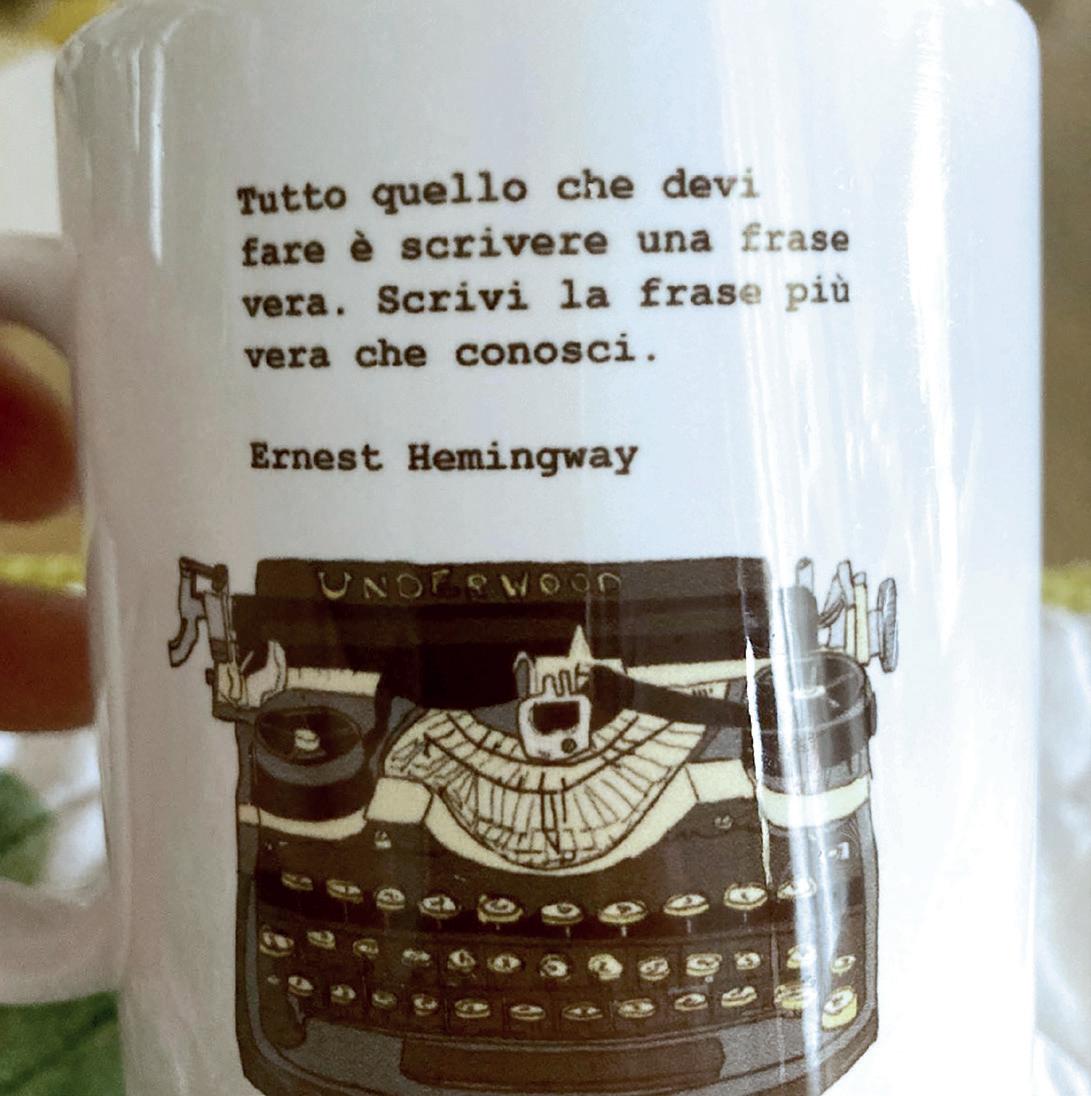 Tutto quello che devi
fare è scrivere una frase
vera. Scrivi la frase più
vera che conosci.
Ernest Hemingway
UNDERWOOD